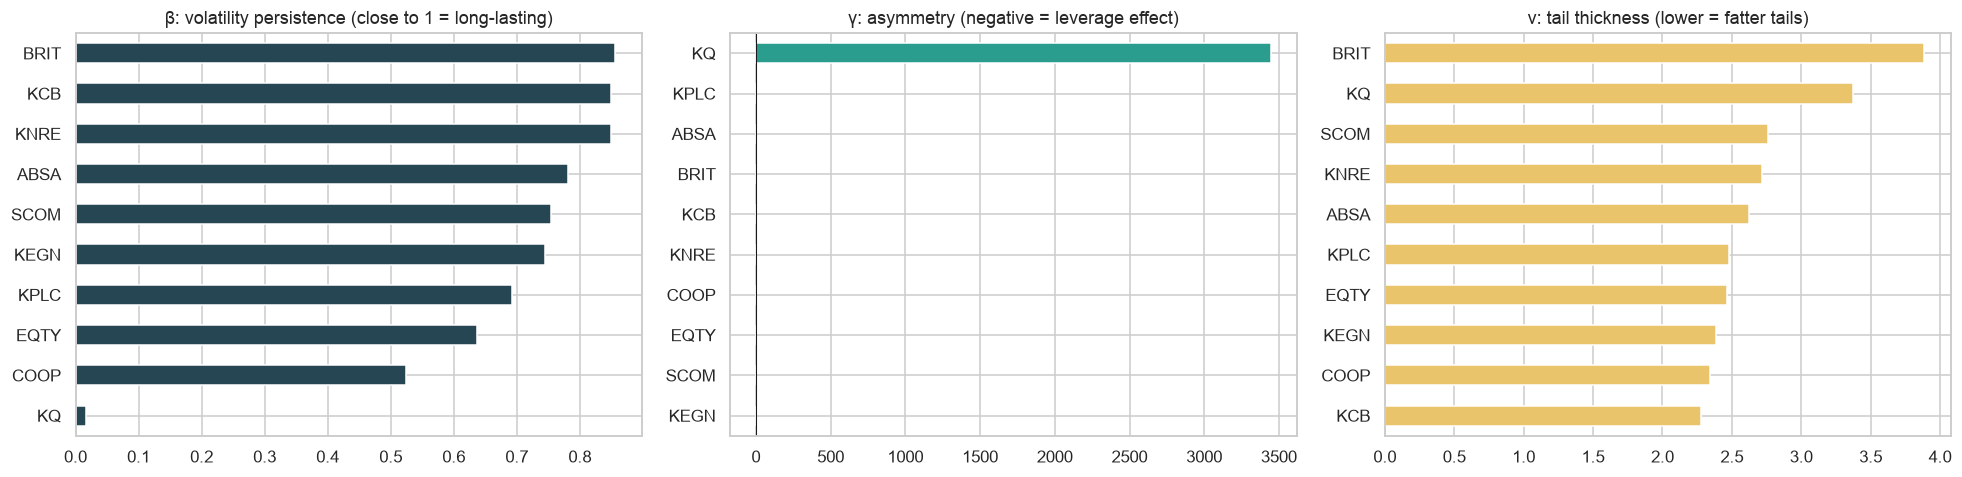 β: volatility persistence (close to 1 = long-lasting)
BRIT
KCB
KNRE
ABSA
SCOM
KEGN
KPLC
EQTY
COOP
KQ
0.0 0.1 0.2 0.3 0.4 0.5 0.6 0.7 0.8
γ: asymmetry (negative = leverage effect)
KQ
KPLC
ABSA
BRIT
KCB
KNRE
COOP
EQTY
SCOM
KEGN
0 500 1000 1500 2000 2500 3000 3500
ν: tail thickness (lower = fatter tails)
BRIT
KQ
SCOM
KNRE
ABSA
KPLC
EQTY
KEGN
COOP
KCB
0.0 0.5 1.0 1.5 2.0 2.5 3.0 3.5 4.0